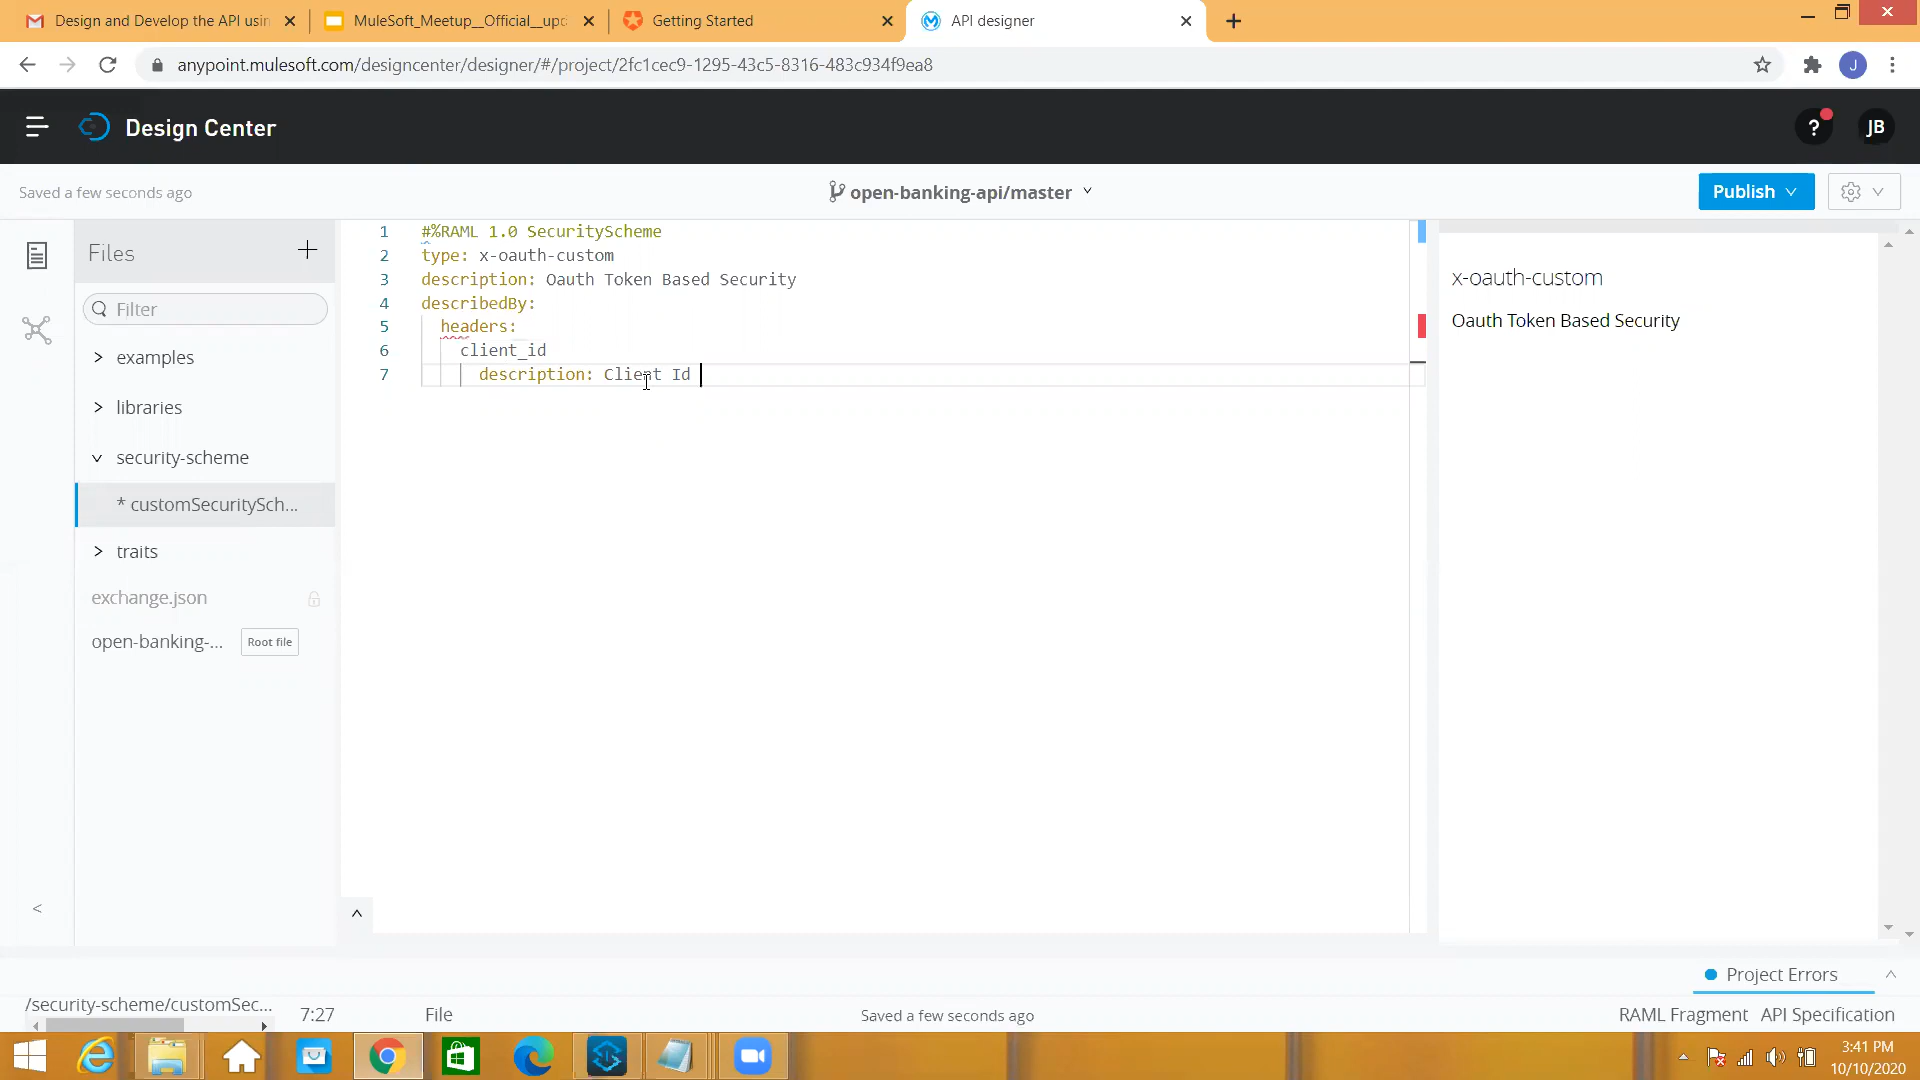 Design and Develop the API usin
MuleSoft_Meetup__Official__upd
Getting Started
API designer
anypoint.mulesoft.com/designcenter/designer/#/project/2fc1cec9-1295-43c5-8316-483c934f9ea8
J
Design Center
?
JB
Saved a few seconds ago
open-banking-api/master
Publish
Files
Filter
examples
libraries
security-scheme
* customSecuritySch...
traits
exchange.json
open-banking-...
Root file
1 #%RAML 1.0 SecurityScheme
2 type: x-oauth-custom
3 description: Oauth Token Based Security
4 describedBy:
5 headers:
6 client_id
7 description: Client Id
x-oauth-custom
Oauth Token Based Security
Project Errors
/security-scheme/customSec...
7:27
File
Saved a few seconds ago
RAML Fragment
API Specification
3:41 PM
10/10/2020